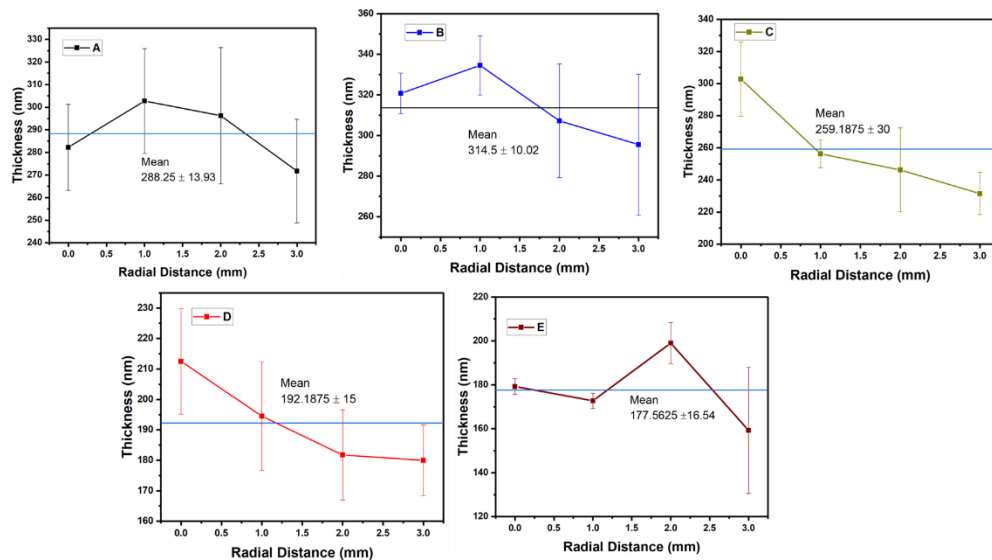 A
Thickness (nm)
330
320
310
300
290
280
270
260
250
240
Mean
288.25 ± 13.93
0.0 0.5 1.0 1.5 2.0 2.5 3.0
Radial Distance (mm)
B
Thickness (nm)
360
340
320
300
280
260
Mean
314.5 ± 10.02
0.0 0.5 1.0 1.5 2.0 2.5 3.0
Radial Distance (mm)
C
Thickness (nm)
340
320
300
280
260
240
220
200
Mean
259.1875 ± 30
0.0 0.5 1.0 1.5 2.0 2.5 3.0
Radial Distance (mm)
D
Thickness (nm)
230
220
210
200
190
180
170
160
Mean
192.1875 ± 15
0.0 0.5 1.0 1.5 2.0 2.5 3.0
Radial Distance (mm)
E
Thickness (nm)
220
200
180
160
140
120
Mean
177.5625 ±16.54
0.0 0.5 1.0 1.5 2.0 2.5 3.0
Radial Distance (mm)